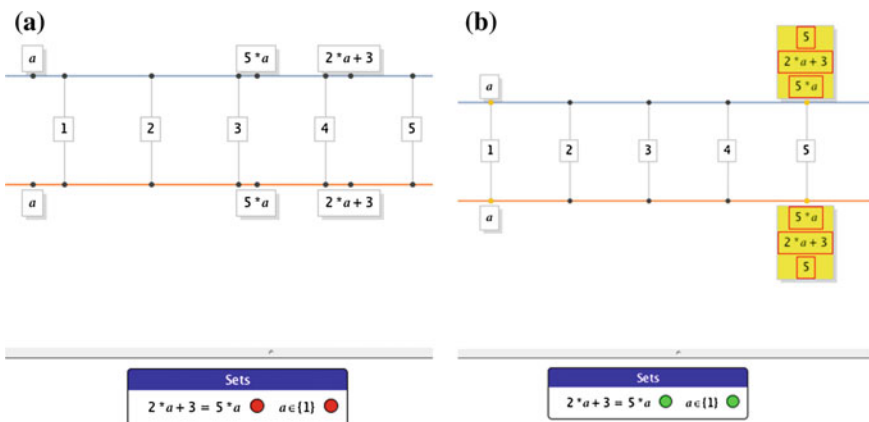 (a)
a 5*a 2*a+3
1 2 3 4 5
a 5*a 2*a+3
Sets
2*a+3 = 5*a a∈{1}
(b)
5
2*a+3
a 5*a
1 2 3 4 5
a 5*a
2*a+3
5
Sets
2*a+3 = 5*a a∈{1}